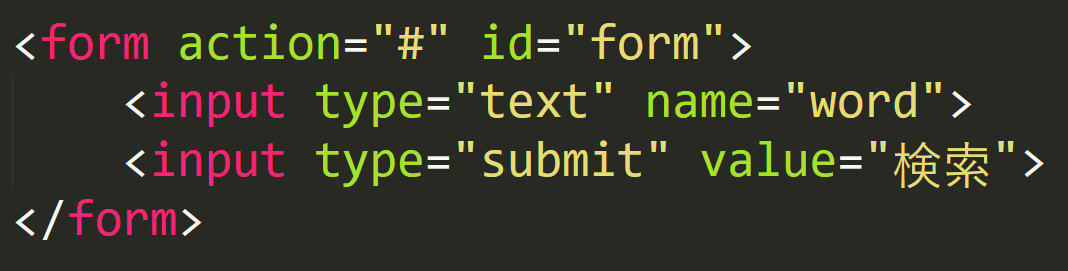 <form action="#" id="form">
    <input type="text" name="word">
    <input type="submit" value="検索">
</form>